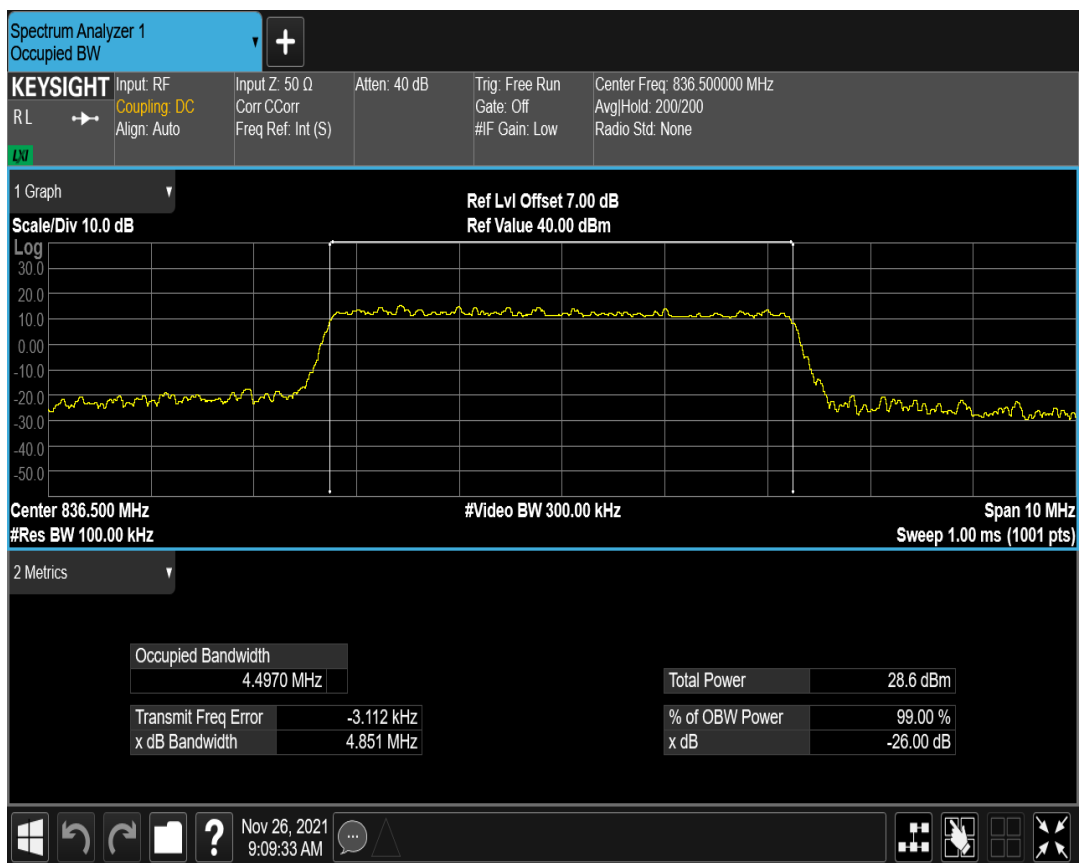 Spectrum Analyzer 1
Occupied BW
+
KEYSIGHT
RL
LXI
Input: RF
Coupling: DC
Align: Auto
Input Z: 50 Ω
Corr CCorr
Freq Ref: Int (S)
Atten: 40 dB
Trig: Free Run
Gate: Off
#IF Gain: Low
Center Freq: 836.500000 MHz
Avg|Hold: 200/200
Radio Std: None
1 Graph
Scale/Div 10.0 dB
Ref Lvl Offset 7.00 dB
Ref Value 40.00 dBm
Log
30.0
20.0
10.0
0.00
-10.0
-20.0
-30.0
-40.0
-50.0
Center 836.500 MHz
#Res BW 100.00 kHz
#Video BW 300.00 kHz
Span 10 MHz
Sweep 1.00 ms (1001 pts)
2 Metrics
Occupied Bandwidth
4.4970 MHz
Total Power 28.6 dBm
Transmit Freq Error -3.112 kHz
% of OBW Power 99.00 %
x dB Bandwidth 4.851 MHz
x dB -26.00 dB
?
Nov 26, 2021
9:09:33 AM